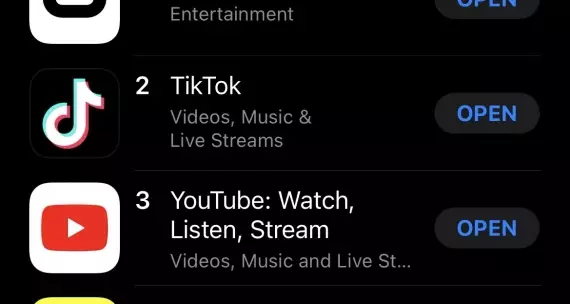 Entertainment
OPEN
2 TikTok
Videos, Music &
Live Streams
OPEN
3 YouTube: Watch,
Listen, Stream
Videos, Music and Live St...
OPEN